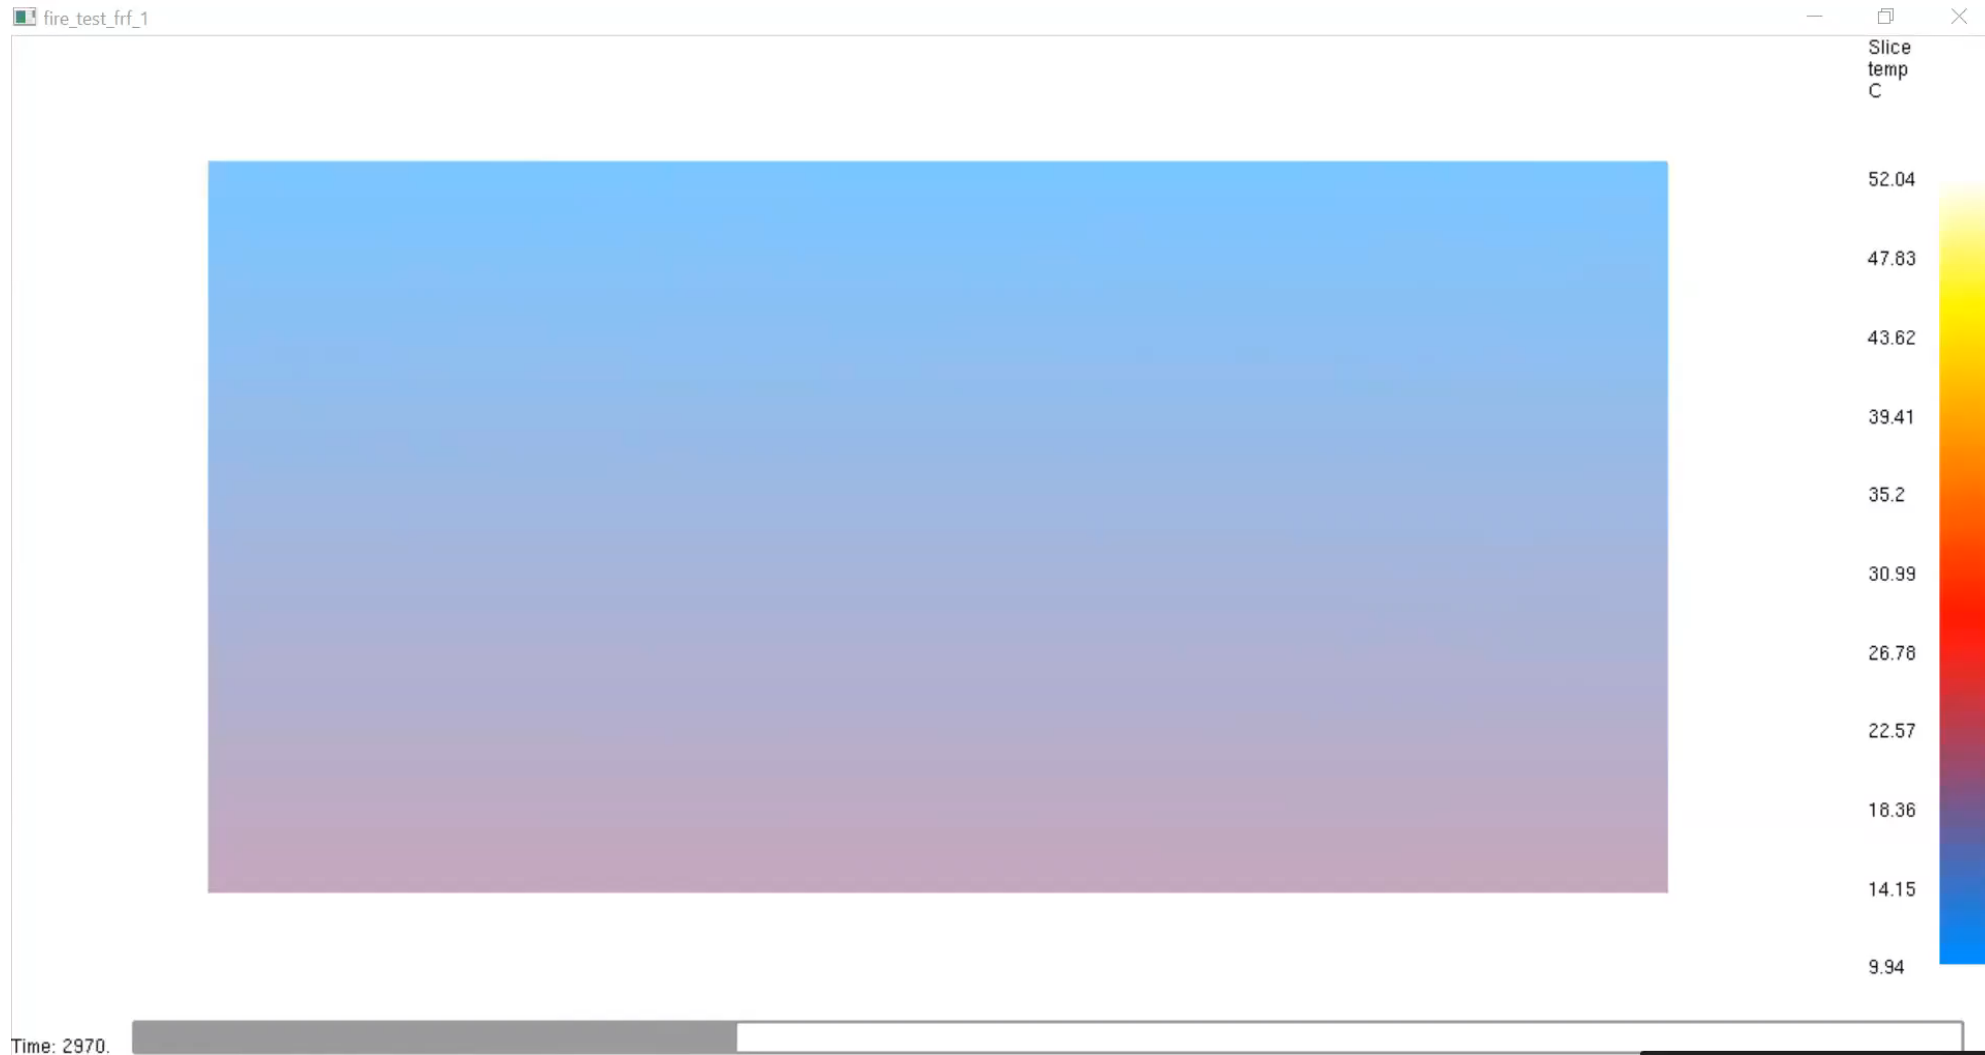 fire_test_frf_1
Slice
temp
C
52.04
47.83
43.62
39.41
35.2
30.99
26.78
22.57
18.36
14.15
9.94
Time: 2970.